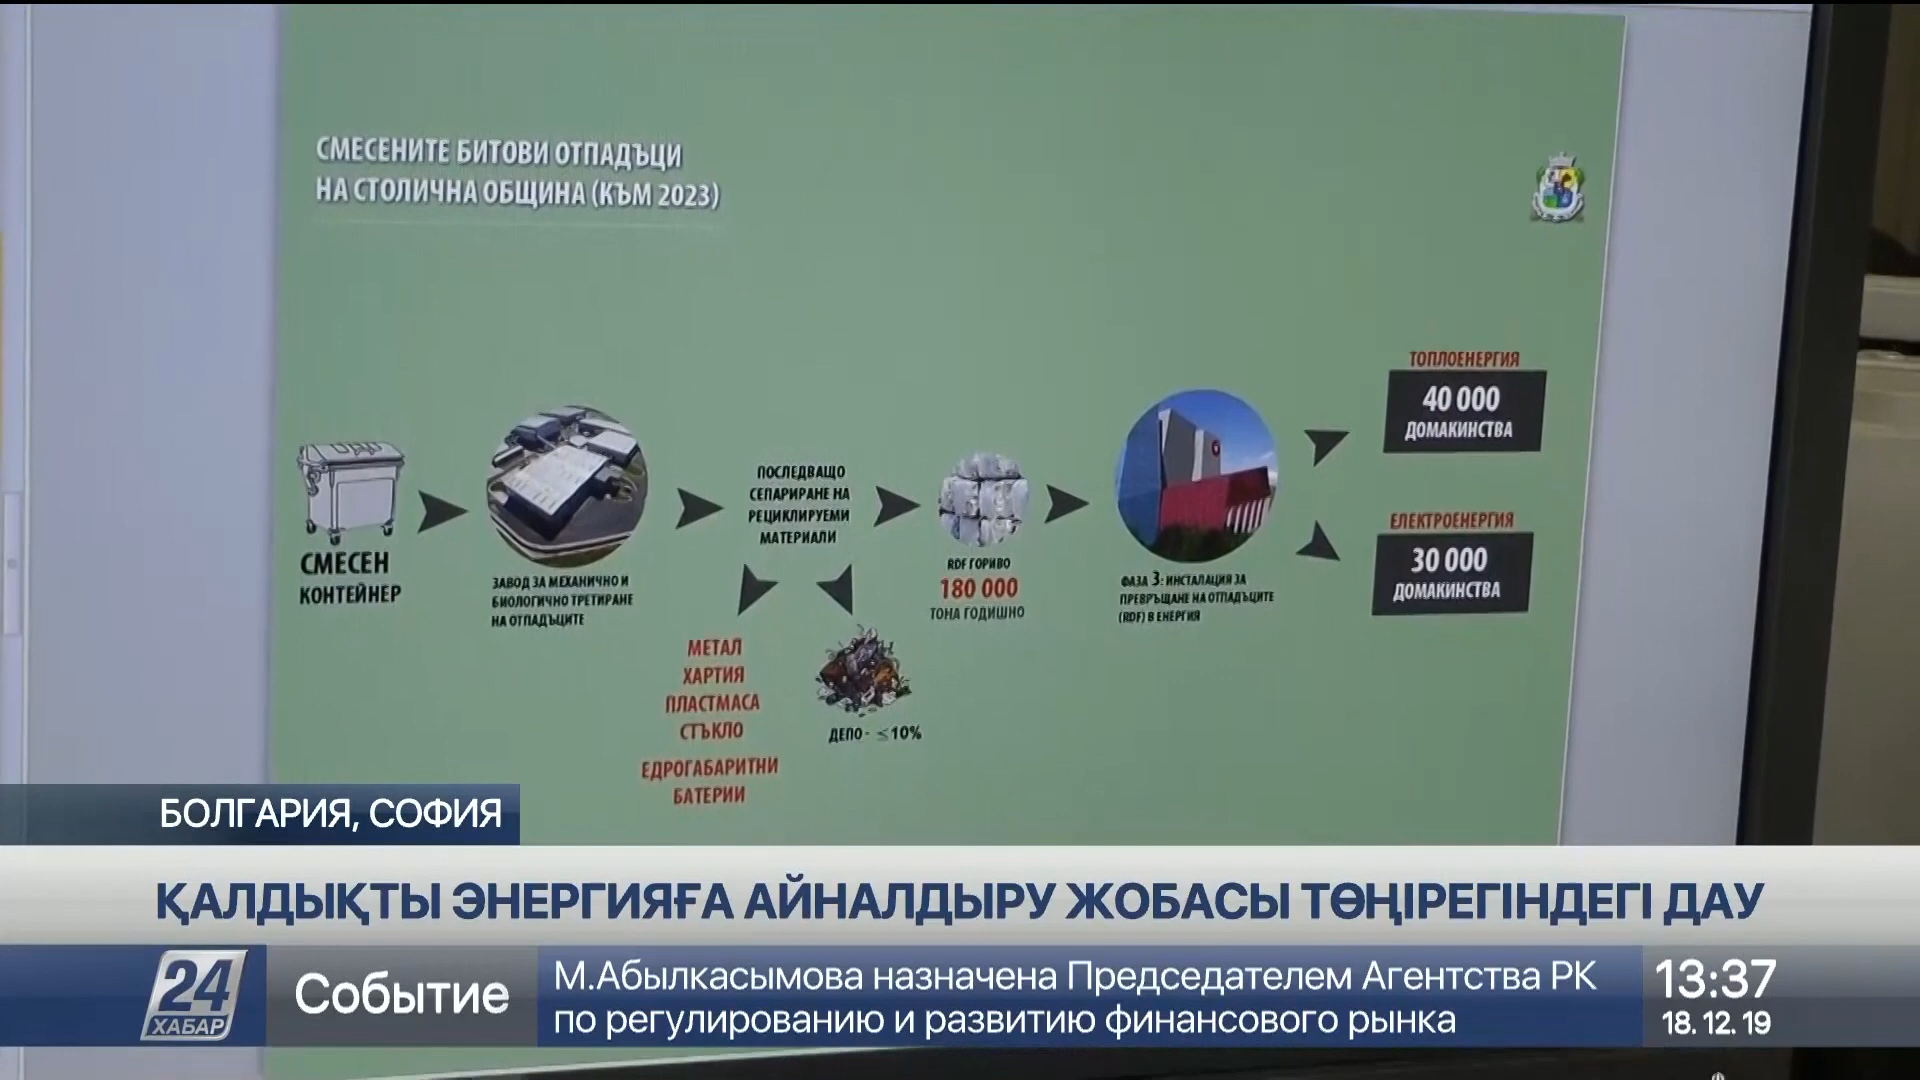 СМЕСЕНИТЕ БИТОВИ ОТПАДЪЦИ
НА СТОЛИЧНА ОБЩИНА (КЪМ 2023)
СМЕСЕН
КОНТЕЙНЕР
ЗАВОД ЗА МЕХАНИЧНО И
БИОЛОГИЧНО ТРЕТИРАНЕ
НА ОТПАДЪЦИТЕ
ПОСЛЕДВАЩО
СЕПАРИРАНЕ НА
РЕЦИКЛИРУЕМИ
МАТЕРИАЛИ
МЕТАЛ
ХАРТИЯ
ПЛАСТМАСА
СТЪКЛО
ЕДРОГАБАРИТНИ
БАТЕРИИ
ДЕПО - ≤10%
RDF ГОРИВО
180 000
ТОНА ГОДИШНО
ФАЗА 3: ИНСТАЛАЦИЯ ЗА
ПРЕВРЪЩАНЕ НА ОТПАДЪЦИТЕ
(RDF) В ЕНЕРГИЯ
ТОПЛОЕНЕРГИЯ
40 000
ДОМАКИНСТВА
ЕЛЕКТРОЕНЕРГИЯ
30 000
ДОМАКИНСТВА
БОЛГАРИЯ, СОФИЯ
ҚАЛДЫҚТЫ ЭНЕРГИЯҒА АЙНАЛДЫРУ ЖОБАСЫ ТӨҢІРЕГІНДЕГІ ДАУ
24
ХАБАР
Событие
М.Абылкасымова назначена Председателем Агентства РК
по регулированию и развитию финансового рынка
13:37
18. 12. 19